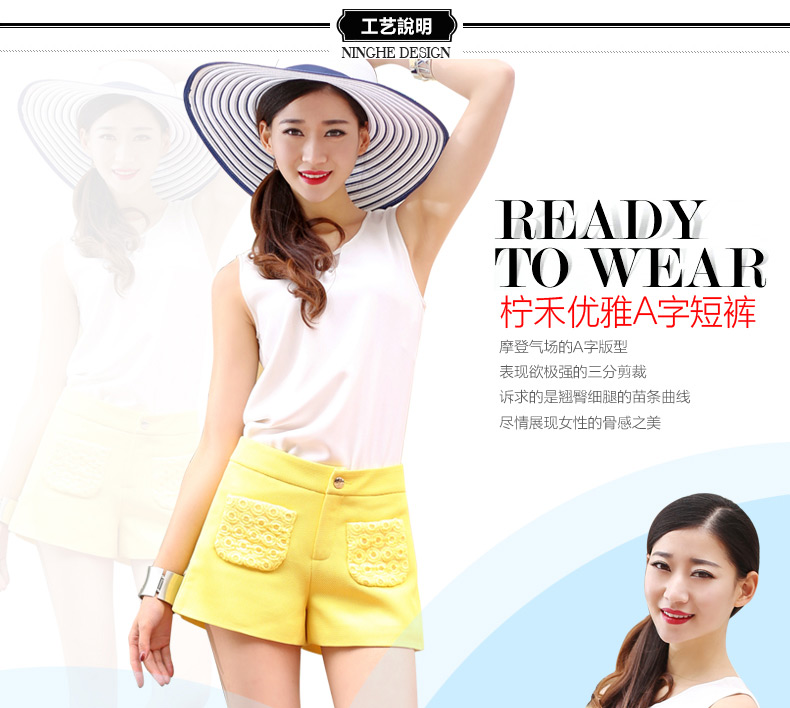 工艺說明
NINGHE DESIGN
READY
TO WEAR
柠禾优雅A字短裤
摩登气场的A字版型
表现欲极强的三分剪裁
诉求的是翘臀细腿的苗条曲线
尽情展现女性的骨感之美